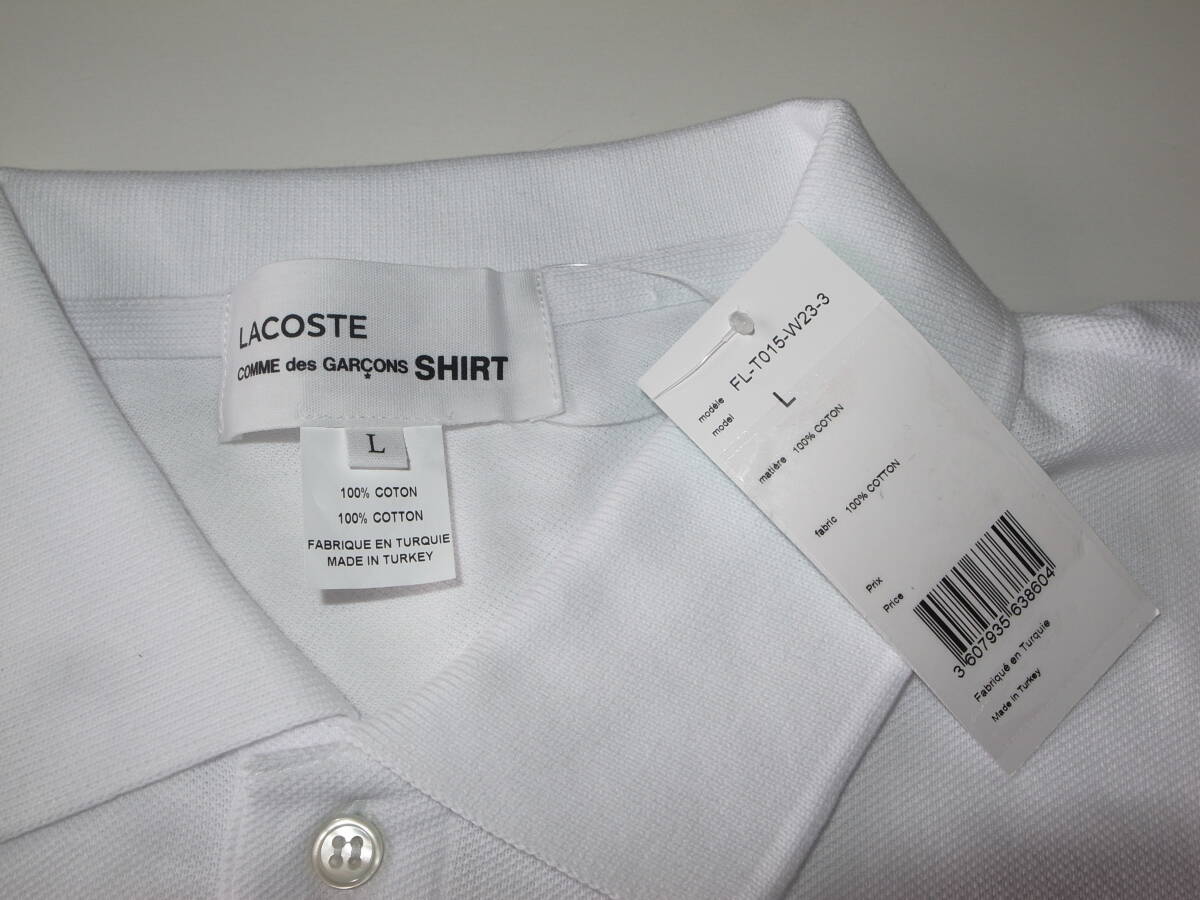 LACOSTE
COMME des GARÇONS SHIRT
L
100% COTON
100% COTTON
FABRIQUE EN TURQUIE
MADE IN TURKEY
modèle FL-T015-W23-3
model
L
matière 100% COTON
fabric 100% COTTON
Prix
Price
3 607935 638604
Fabriqué en Turquie
Made in Turkey